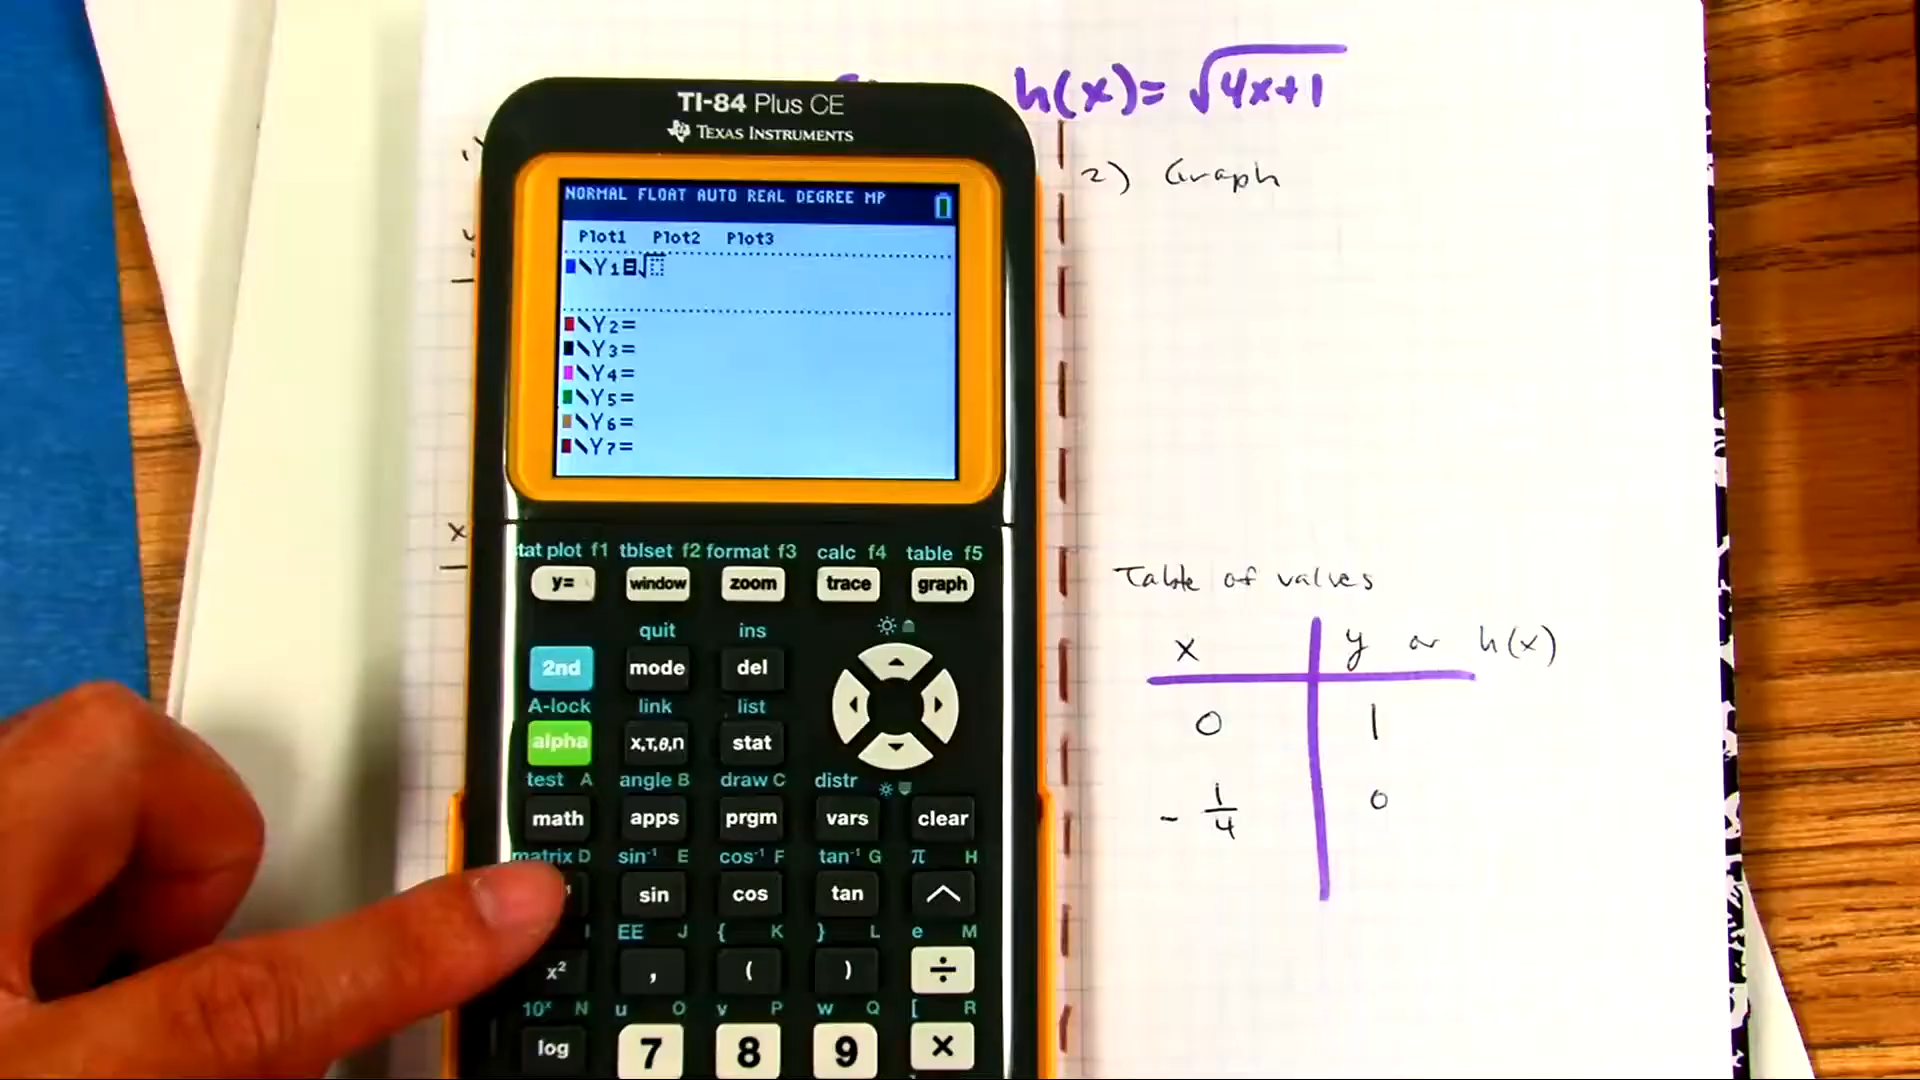 h(x)= √4x+1
TI-84 Plus CE
TEXAS INSTRUMENTS
2) Graph
NORMAL FLOAT AUTO REAL DEGREE MP
Plot1 Plot2 Plot3
\Y1=√
\Y2=
\Y3=
\Y4=
\Y5=
\Y6=
\Y7=
x
tat plot f1 tblset f2 format f3 calc f4 table f5
y= window zoom trace graph
Table of values
quit ins
x y or h(x)
2nd mode del
A-lock link list
0 1
alpha X,T,θ,n stat
test A angle B draw C distr
- 1/4 0
math apps prgm vars clear
matrix D sin⁻¹ E cos⁻¹ F tan⁻¹ G π H
sin cos tan ^
I EE J { K } L e M
x² , ( ) ÷
10ˣ N u O v P w Q [ R
log 7 8 9 ×